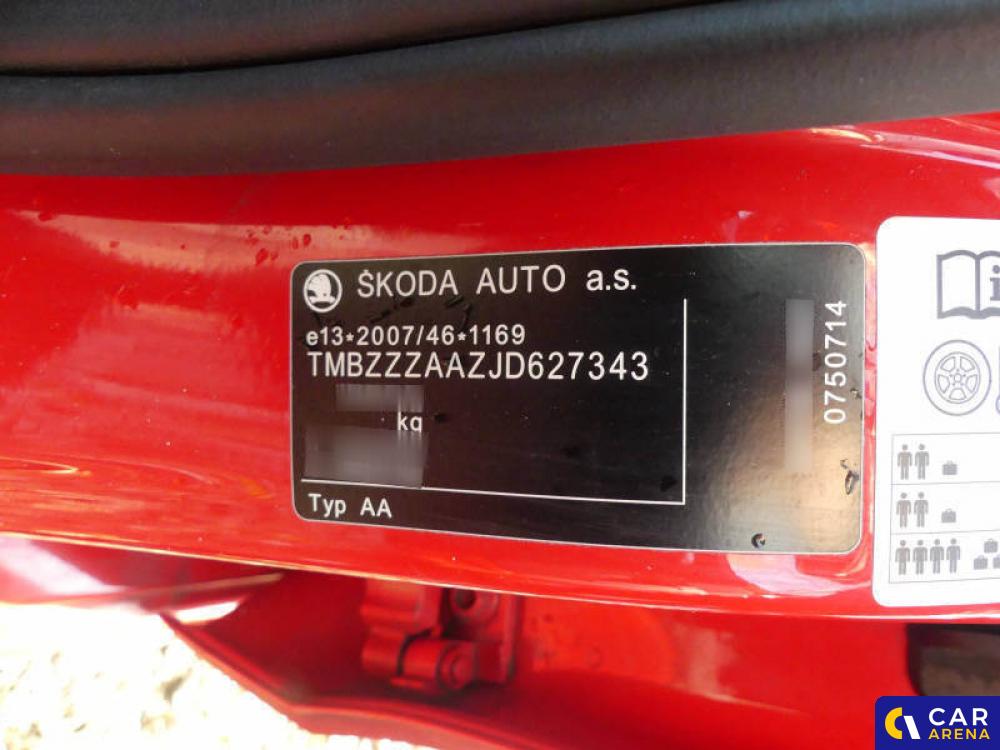 ŠKODA AUTO a.s.
e13*2007/46*1169
TMBZZZAAZJD627343
kg
Typ AA
0750714
i
CAR
ARENA